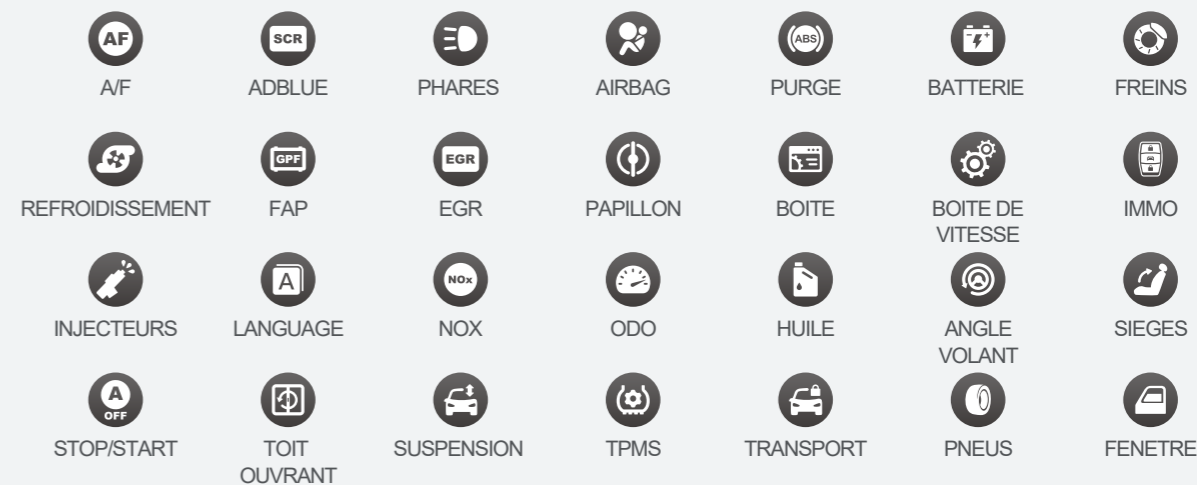 AF SCR ABS
A/F ADBLUE PHARES AIRBAG PURGE BATTERIE FREINS
GPF EGR
REFROIDISSEMENT FAP EGR PAPILLON BOITE BOITE DE VITESSE IMMO
A NOx
INJECTEURS LANGUAGE NOX ODO HUILE ANGLE VOLANT SIEGES
A OFF
STOP/START TOIT OUVRANT SUSPENSION TPMS TRANSPORT PNEUS FENETRE